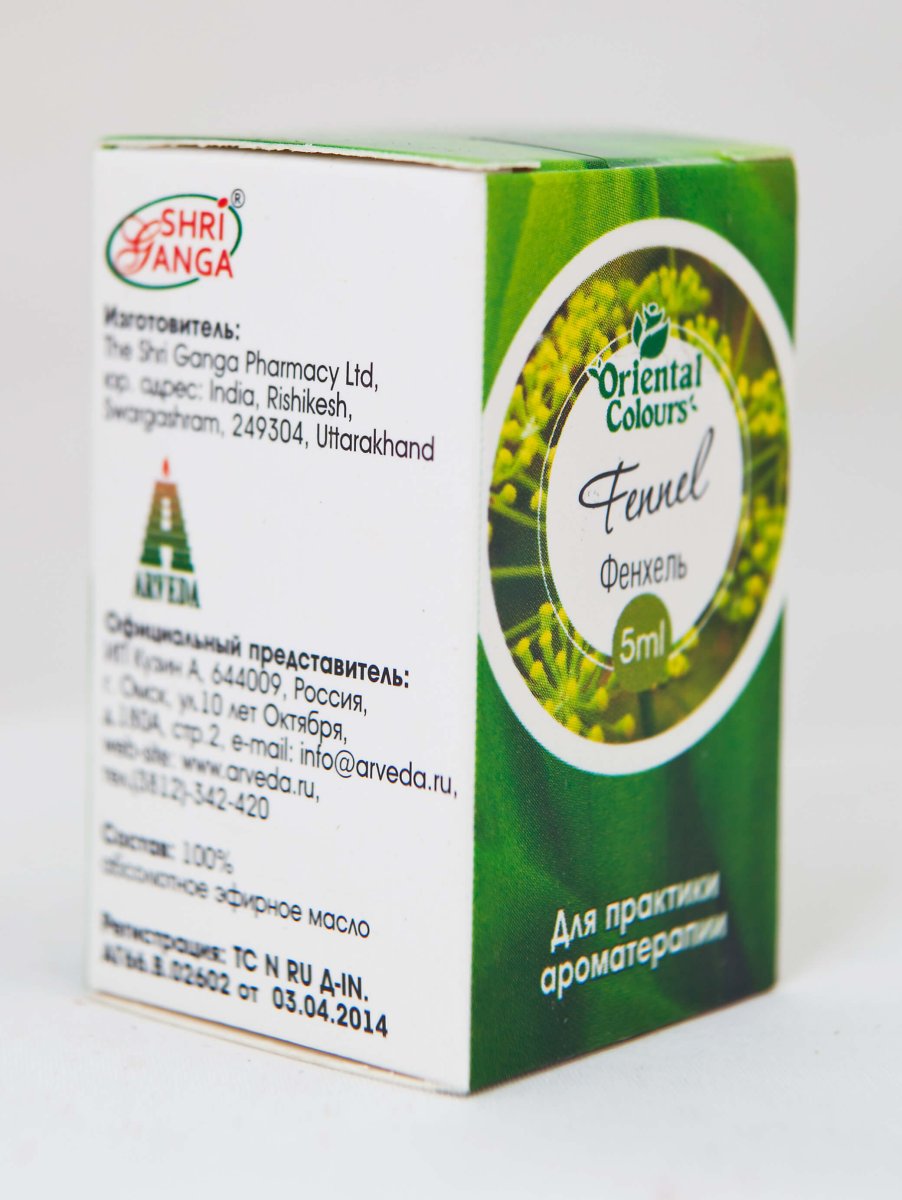 SHRI
GANGA
®
Изготовитель:
The Shri Ganga Pharmacy Ltd,
юр. адрес: India, Rishikesh,
Swargashram, 249304, Uttarakhand
ARVEDA
Официальный представитель:
ИП Кузин А, 644009, Россия,
г. Омск, ул.10 лет Октября,
д.180А, стр.2, e-mail: info@arveda.ru,
web-site: www.arveda.ru,
тел.(3812)-342-420
Состав: 100%
абсолютное эфирное масло
Регистрация: ТС N RU Д-IN.
АГ66.В.02602 от 03.04.2014
Oriental
Colours
Fennel
Фенхель
5ml
Для практики
ароматерапии